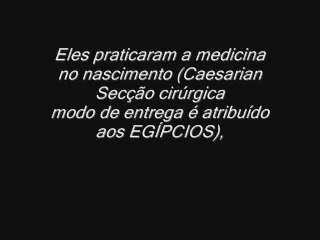 Eles praticaram a medicina
no nascimento (Caesarian
Secção cirúrgica
modo de entrega é atribuído
aos EGÍPCIOS),